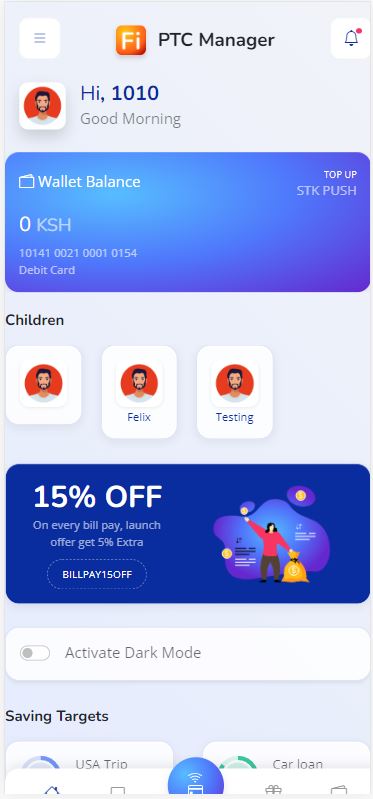 Fi PTC Manager
Hi, 1010
Good Morning
Wallet Balance
TOP UP
STK PUSH
0 KSH
10141 0021 0001 0154
Debit Card
Children
Felix
Testing
15% OFF
On every bill pay, launch
offer get 5% Extra
BILLPAY15OFF
Activate Dark Mode
Saving Targets
USA Trip
Car loan